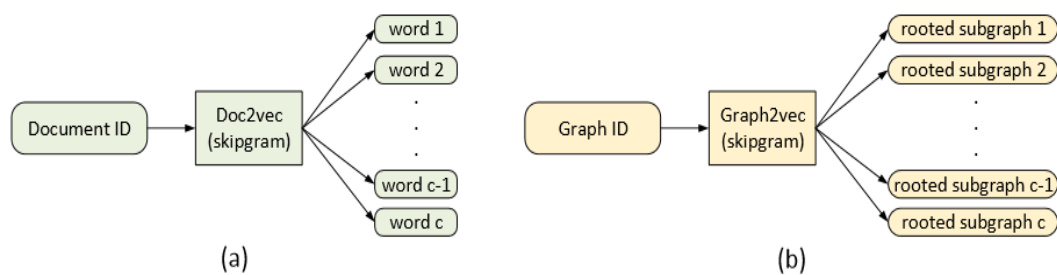 Document ID
Doc2vec
(skipgram)
word 1
word 2
.
.
.
word c-1
word c
(a)
Graph ID
Graph2vec
(skipgram)
rooted subgraph 1
rooted subgraph 2
.
.
.
rooted subgraph c-1
rooted subgraph c
(b)